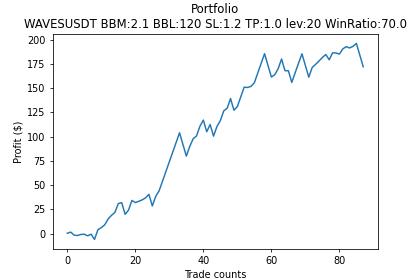 Portfolio
WAVESUSDT BBM:2.1 BBL:120 SL:1.2 TP:1.0 lev:20 WinRatio:70.0
200
175
150
125
100
75
50
25
0
Profit ($)
0 20 40 60 80
Trade counts